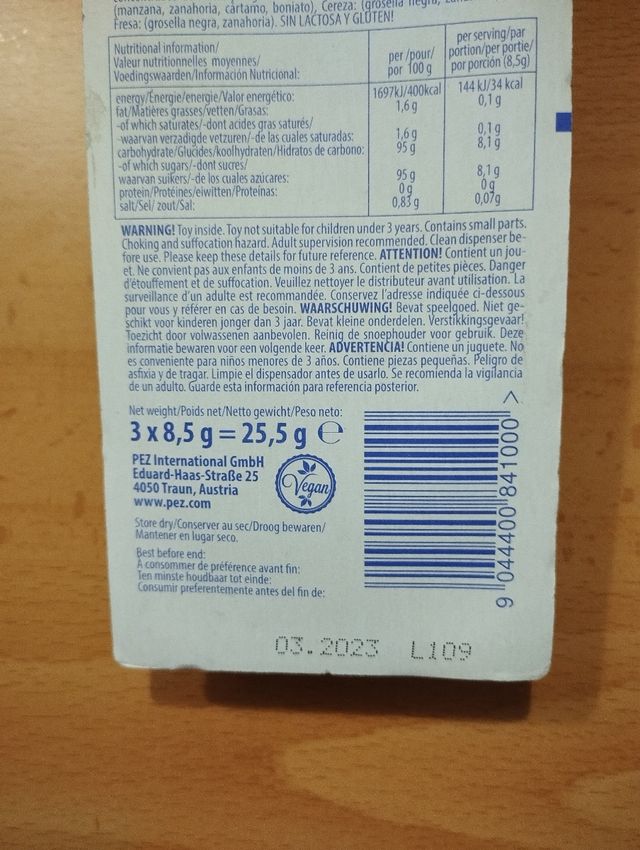 (manzana, zanahoria, cártamo, boniato), Cereza: (grosella
Fresa: (grosella negra, zanahoria). SIN LACTOSA Y GLUTEN!
Nutritional information/
Valeur nutritionnelles moyennes/
Voedingswaarden/Información Nutricional:
per /pour/
por 100 g
per serving/par
portion/per portie/
por porción (8,5g)
energy/Énergie/energie/Valor energético: 1697kJ/400kcal 144 kJ/34 kcal
fat/Matières grasses/vetten/Grasas: 1,6 g 0,1 g
-of which saturates/-dont acides gras saturés/
-waarvan verzadigde vetzuren/-de las cuales saturadas: 1,6 g 0,1 g
carbohydrate/Glucides/koolhydraten/Hidratos de carbono: 95 g 8,1 g
-of which sugars/-dont sucres/
waarvan suikers/-de los cuales azúcares: 95 g 8,1 g
protein/Protéines/eiwitten/Proteínas: 0 g 0 g
salt/Sel/ zout/Sal: 0,83 g 0,07g
WARNING! Toy inside. Toy not suitable for children under 3 years. Contains small parts.
Choking and suffocation hazard. Adult supervision recommended. Clean dispenser be-
fore use. Please keep these details for future reference. ATTENTION! Contient un jou-
et. Ne convient pas aux enfants de moins de 3 ans. Contient de petites pièces. Danger
d'étouffement et de suffocation. Veuillez nettoyer le distributeur avant utilisation. La
surveillance d'un adulte est recommandée. Conservez l'adresse indiquée ci-dessous
pour vous y référer en cas de besoin. WAARSCHUWING! Bevat speelgoed. Niet ge-
schikt voor kinderen jonger dan 3 jaar. Bevat kleine onderdelen. Verstikkingsgevaar!
Toezicht door volwassenen aanbevolen. Reinig de snoephouder voor gebruik. Deze
informatie bewaren voor een volgende keer. ADVERTENCIA! Contiene un juguete. No
es conveniente para niños menores de 3 años. Contiene piezas pequeñas. Peligro de
asfixia y de tragar. Limpie el dispensador antes de usarlo. Se recomienda la vigilancia
de un adulto. Guarde esta información para referencia posterior.
Net weight/Poids net/Netto gewicht/Peso neto:
3 x 8,5 g = 25,5 g ℮
PEZ International GmbH
Eduard-Haas-Straße 25
4050 Traun, Austria
www.pez.com
Vegan
Store dry/Conserver au sec/Droog bewaren/
Mantener en lugar seco.
Best before end:
À consommer de préférence avant fin:
Ten minste houdbaar tot einde:
Consumir preferentemente antes del fin de:
9 044400 841000 >
03.2023 L109